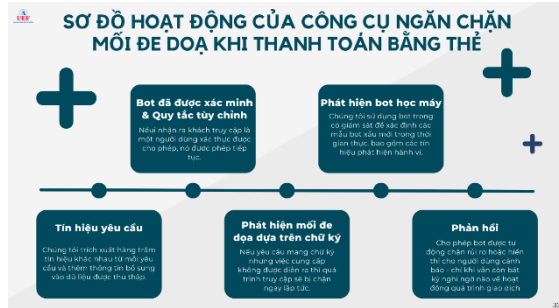 UEF
SƠ ĐỒ HOẠT ĐỘNG CỦA CÔNG CỤ NGĂN CHẶN
MỐI ĐE DOẠ KHI THANH TOÁN BẰNG THẺ
Bot đã được xác minh
& Quy tắc tùy chỉnh
Nếu nhận ra khách truy cập là
một người dùng xác thực được
cho phép, nó được phép tiếp
tục.
Phát hiện bot học máy
Chúng tôi sử dụng bot trong
có giám sát để xác định các
mẫu bot xấu mới trong thời
gian thực, bao gồm các tín
hiệu phát hiện hành vi.
Tín hiệu yêu cầu
Chúng tôi trích xuất hàng trăm
tín hiệu khác nhau từ mỗi yêu
cầu và thêm thông tin bổ sung
vào dữ liệu được thu thập.
Phát hiện mối đe
dọa dựa trên chữ ký
Nếu yêu cầu mang chữ ký
nhưng việc cung cấp
không được diễn ra thì quá
trình truy cập sẽ bị chặn
ngay lập tức.
Phản hồi
Cho phép bot được tự
động chặn rủi ro hoặc hiển
thị cho người dùng cảnh
báo - chỉ khi vẫn còn bất
kỳ nghi ngờ nào về hoạt
động quá trình giao dịch